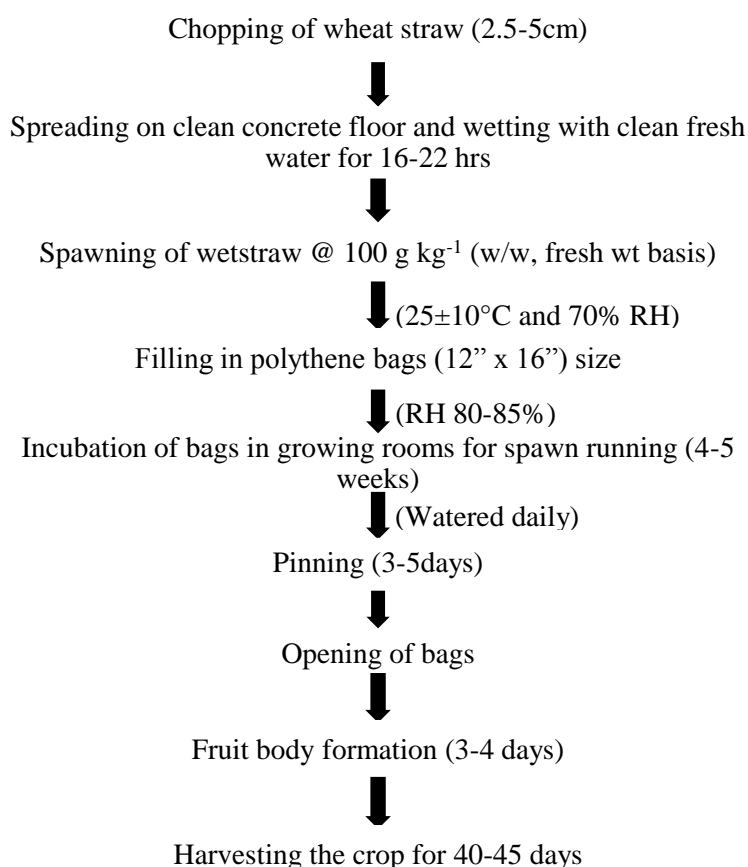 Chopping of wheat straw (2.5-5cm)
Spreading on clean concrete floor and wetting with clean fresh
water for 16-22 hrs
Spawning of wetstraw @ 100 g kg-1 (w/w, fresh wt basis)
(25±10°C and 70% RH)
Filling in polythene bags (12” x 16”) size
(RH 80-85%)
Incubation of bags in growing rooms for spawn running (4-5
weeks)
(Watered daily)
Pinning (3-5days)
Opening of bags
Fruit body formation (3-4 days)
Harvesting the crop for 40-45 days